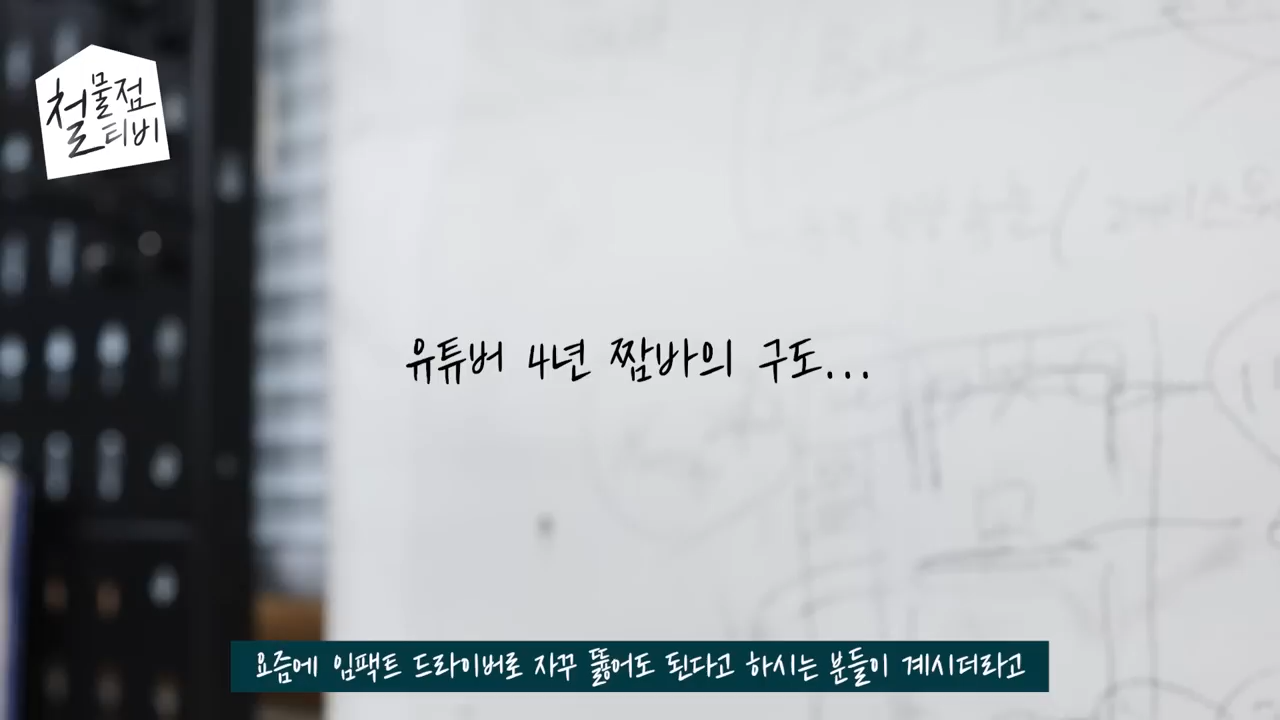 철물점
티비
유튜버 4년 짬바의 구도...
요즘에 임팩트 드라이버로 자꾸 뚫어도 된다고 하시는 분들이 계시더라고